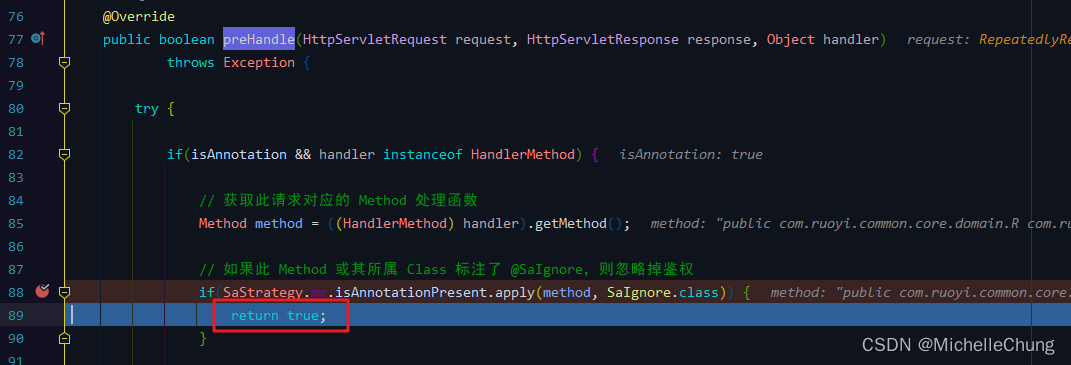 76 @Override
77 public boolean preHandle(HttpServletRequest request, HttpServletResponse response, Object handler) request: RepeatedlyRe
78 throws Exception {
79
80 try {
81
82 if(isAnnotation && handler instanceof HandlerMethod) { isAnnotation: true
83
84 // 获取此请求对应的 Method 处理函数
85 Method method = ((HandlerMethod) handler).getMethod(); method: "public com.ruoyi.common.core.domain.R com.ru
86
87 // 如果此 Method 或其所属 Class 标注了 @SaIgnore，则忽略掉鉴权
88 if(SaStrategy.me.isAnnotationPresent.apply(method, SaIgnore.class)) { method: "public com.ruoyi.common.core.
89 return true;
90 }
91
CSDN @MichelleChung